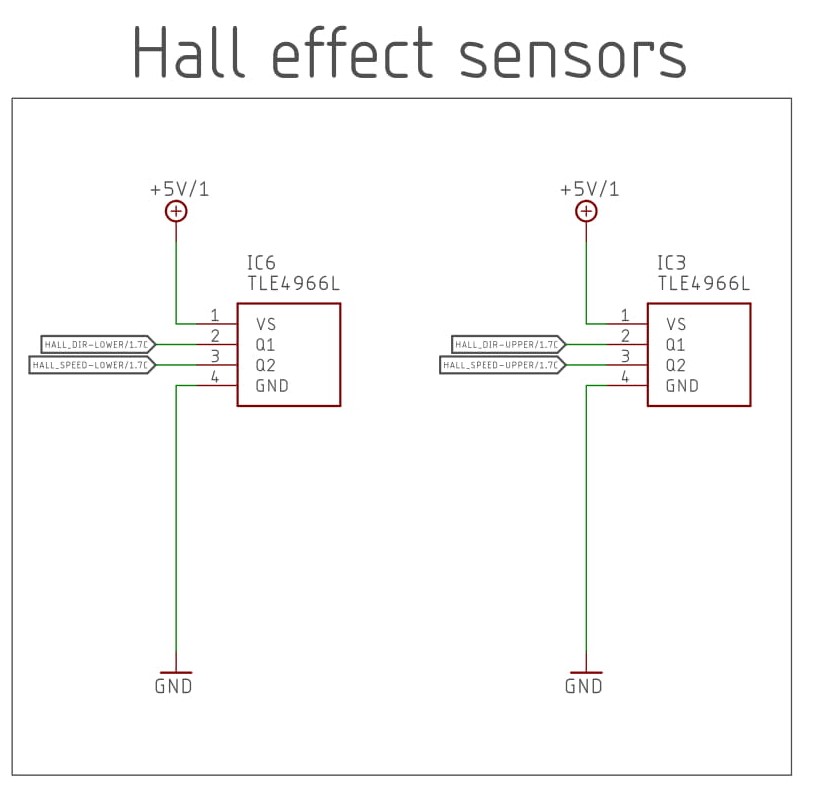 Hall effect sensors
+5V/1
IC6
TLE4966L
1
VS
HALL_DIR-LOWER/1.7C
2
Q1
HALL_SPEED-LOWER/1.7C
3
Q2
4
GND
GND
+5V/1
IC3
TLE4966L
1
VS
HALL_DIR-UPPER/1.7C
2
Q1
HALL_SPEED-UPPER/1.7C
3
Q2
4
GND
GND